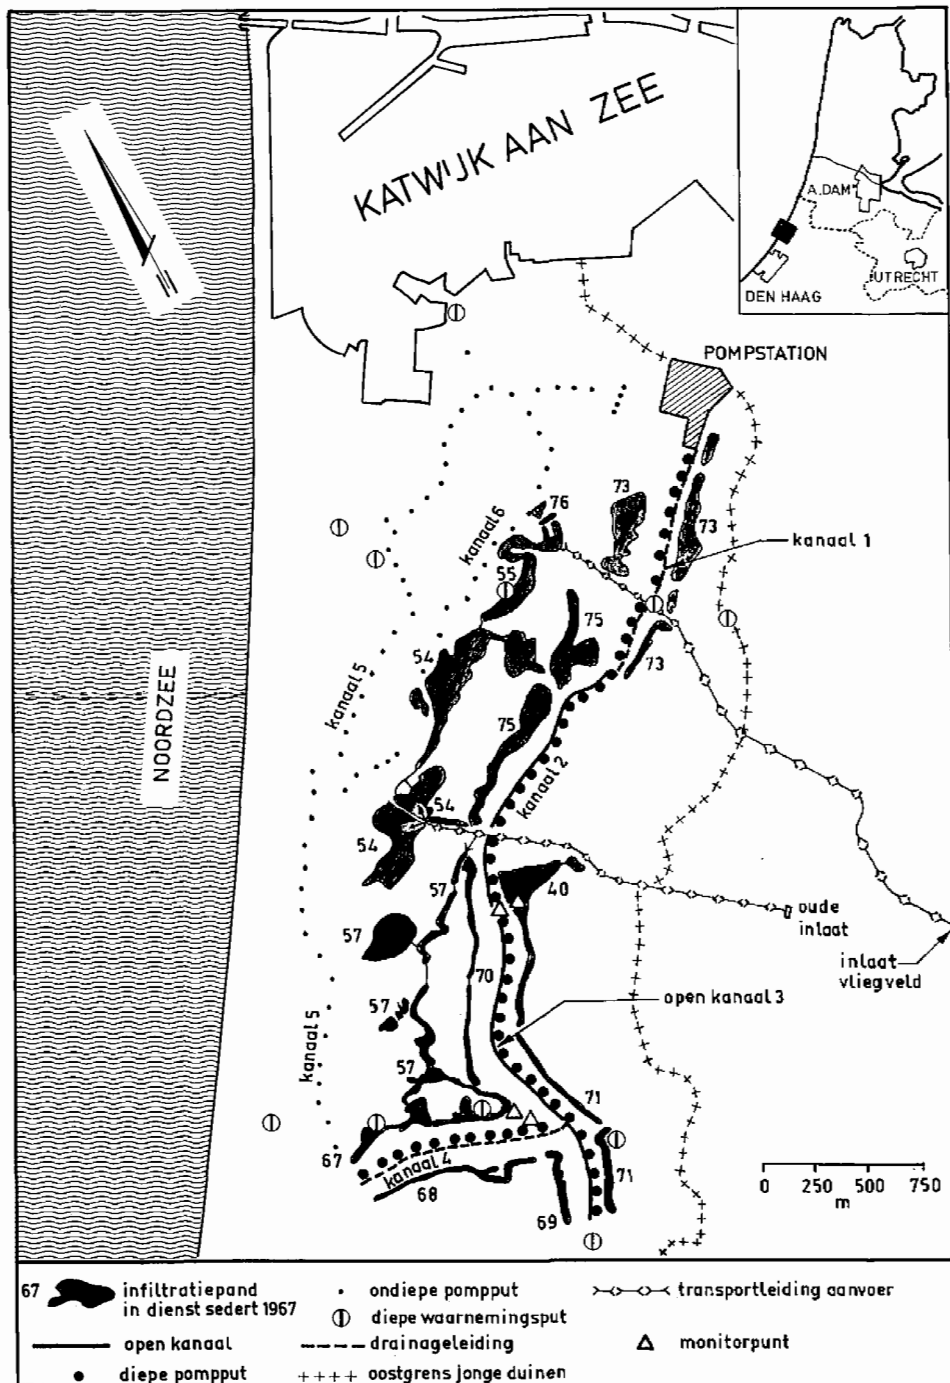 KATWIJK AAN ZEE
A.DAM
UTRECHT
DEN HAAG
POMPSTATION
76
73
73
kanaal 6
kanaal 1
55
75
73
54
kanaal 5
75
NOORDZEE
kanaal 2
54
54
57
40
oude
inlaat
57
inlaat
vliegveld
70
open kanaal 3
57
kanaal 5
57
71
67
kanaal 4
68
71
69
0 250 500 750
m
67 infiltratiepand
in dienst sedert 1967
open kanaal
diepe pompput
ondiepe pompput
diepe waarnemingsput
drainageleiding
oostgrens jonge duinen
transportleiding aanvoer
monitorpunt